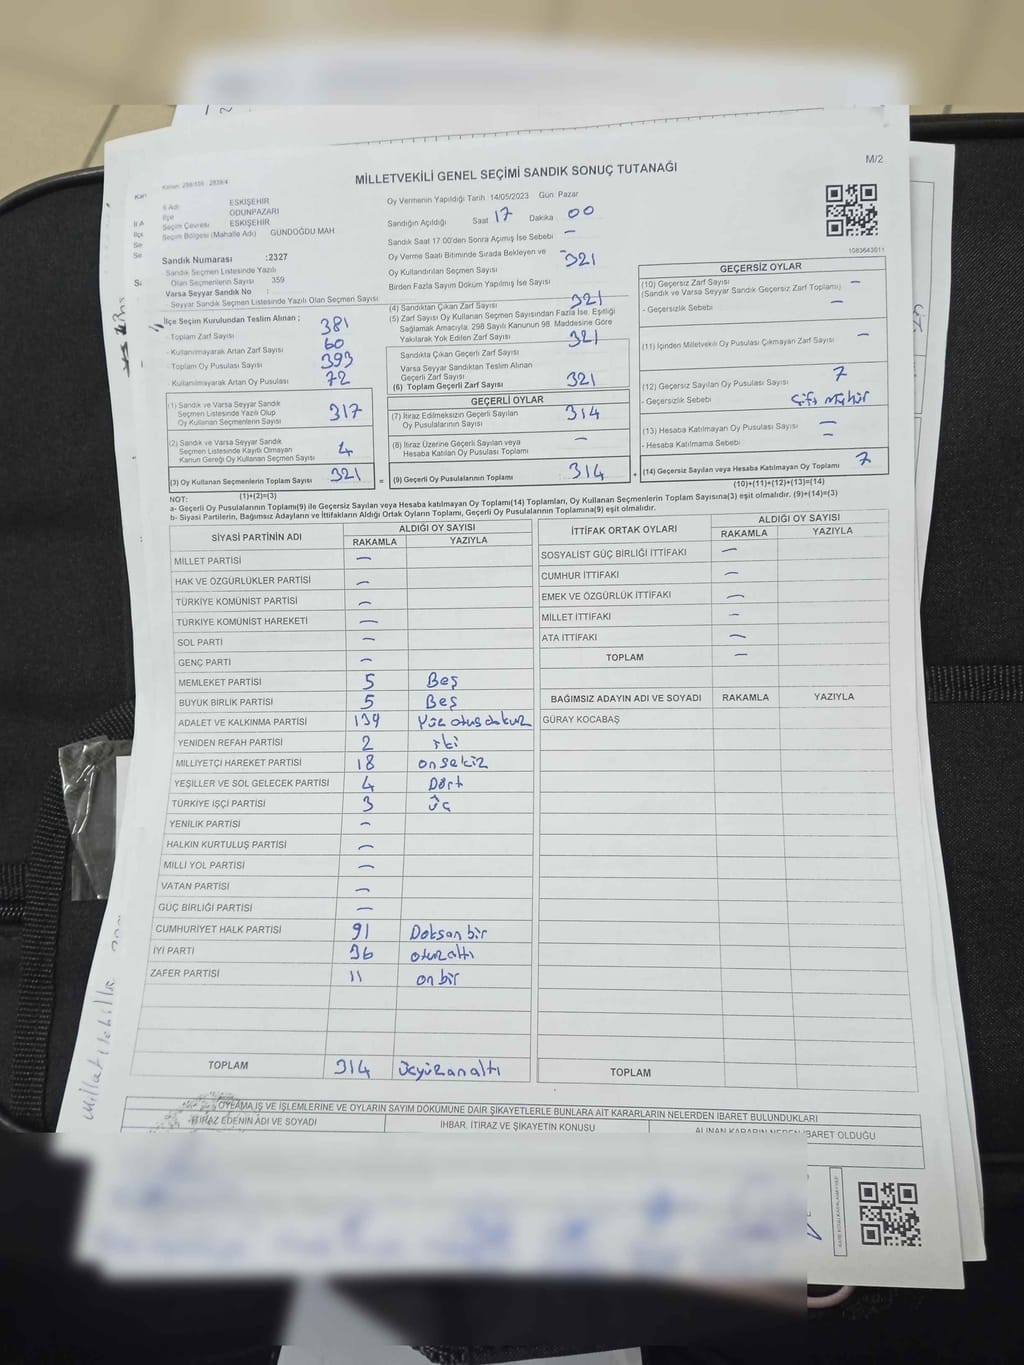 M/2
Kanun: 298/105 - 2839/4
MİLLETVEKİLİ GENEL SEÇİMİ SANDIK SONUÇ TUTANAĞI
İl Adı ESKİŞEHİR
İlçe ODUNPAZARI
Seçim Çevresi ESKİŞEHİR
Seçim Bölgesi (Mahalle Adı) GÜNDOĞDU MAH.
Sandık Numarası :2327
Sandık Seçmen Listesinde Yazılı
Olan Seçmenlerin Sayısı 359
Varsa Seyyar Sandık No :
Seyyar Sandık Seçmen Listesinde Yazılı Olan Seçmen Sayısı
Oy Vermenin Yapıldığı Tarih :14/05/2023 Gün: Pazar
Sandığın Açıldığı Saat 17 Dakika 00
Sandık Saat 17:00'den Sonra Açılmış İse Sebebi —
Oy Verme Saati Bitiminde Sırada Bekleyen ve —
Oy Kullandırılan Seçmen Sayısı 321
Birden Fazla Sayım Döküm Yapılmış İse Sayısı
1083643011
İlçe Seçim Kurulundan Teslim Alınan ;
-Toplam Zarf Sayısı 381
- Kullanılmayarak Artan Zarf Sayısı 60
-Toplam Oy Pusulası Sayısı 393
- Kullanılmayarak Artan Oy Pusulası 72
(1) Sandık ve Varsa Seyyar Sandık
Seçmen Listesinde Yazılı Olup
Oy Kullanan Seçmenlerin Sayısı 317
(2) Sandık ve Varsa Seyyar Sandık
Seçmen Listesinde Kayıtlı Olmayan
Kanun Gereği Oy Kullanan Seçmen Sayısı 4
(3) Oy Kullanan Seçmenlerin Toplam Sayısı 321
(1)+(2)=(3)
(4) Sandıktan Çıkan Zarf Sayısı 321
(5) Zarf Sayısı Oy Kullanan Seçmen Sayısından Fazla İse, Eşitliği
Sağlamak Amacıyla, 298 Sayılı Kanunun 98. Maddesine Göre
Yakılarak Yok Edilen Zarf Sayısı
Sandıkta Çıkan Geçerli Zarf Sayısı 321
Varsa Seyyar Sandıktan Teslim Alınan
Geçerli Zarf Sayısı
(6) Toplam Geçerli Zarf Sayısı 321
GEÇERLİ OYLAR
(7) İtiraz Edilmeksizin Geçerli Sayılan
Oy Pusulalarının Toplamı 314
(8) İtiraz Üzerine Geçerli Sayılan veya
Hesaba Katılan Oy Pusulası Toplamı —
= (9) Geçerli Oy Pusulalarının Toplamı 314 +
GEÇERSİZ OYLAR
(10) Geçersiz Zarf Sayısı
(Sandık ve Varsa Seyyar Sandık Geçersiz Zarf Toplamı) —
- Geçersizlik Sebebi —
(11) İçinden Milletvekili Oy Pusulası Çıkmayan Zarf Sayısı —
(12) Geçersiz Sayılan Oy Pusulası Sayısı 7
- Geçersizlik Sebebi Çift Mühür
(13) Hesaba Katılmayan Oy Pusulası Sayısı —
- Hesaba Katılmama Sebebi —
(14) Geçersiz Sayılan veya Hesaba Katılmayan Oy Toplamı 7
(10)+(11)+(12)+(13)=(14)
NOT:
a- Geçerli Oy Pusulalarının Toplamı(9) ile Geçersiz Sayılan veya Hesaba katılmayan Oy Toplamı(14) Toplamları, Oy Kullanan Seçmenlerin Toplam Sayısına(3) eşit olmalıdır. (9)+(14)=(3)
b- Siyasi Partilerin, Bağımsız Adayların ve İttifakların Aldığı Ortak Oyların Toplamı, Geçerli Oy Pusulalarının Toplamına(9) eşit olmalıdır.
SİYASİ PARTİNİN ADI ALDIĞI OY SAYISI
RAKAMLA YAZIYLA
MİLLET PARTİSİ —
HAK VE ÖZGÜRLÜKLER PARTİSİ —
TÜRKİYE KOMÜNİST PARTİSİ —
TÜRKİYE KOMÜNİST HAREKETİ —
SOL PARTİ —
GENÇ PARTİ —
MEMLEKET PARTİSİ 5 Beş
BÜYÜK BİRLİK PARTİSİ 5 Beş
ADALET VE KALKINMA PARTİSİ 139 Yüz otuz dokuz
YENİDEN REFAH PARTİSİ 2 iki
MİLLİYETÇİ HAREKET PARTİSİ 18 onsekiz
YEŞİLLER VE SOL GELECEK PARTİSİ 4 Dört
TÜRKİYE İŞÇİ PARTİSİ 3 üç
YENİLİK PARTİSİ —
HALKIN KURTULUŞ PARTİSİ —
MİLLİ YOL PARTİSİ —
VATAN PARTİSİ —
GÜÇ BİRLİĞİ PARTİSİ —
CUMHURİYET HALK PARTİSİ 91 Doksan bir
İYİ PARTİ 36 otuz altı
ZAFER PARTİSİ 11 on bir
TOPLAM 314 üçyüzonaltı
İTTİFAK ORTAK OYLARI ALDIĞI OY SAYISI
RAKAMLA YAZIYLA
SOSYALİST GÜÇ BİRLİĞİ İTTİFAKI —
CUMHUR İTTİFAKI —
EMEK VE ÖZGÜRLÜK İTTİFAKI —
MİLLET İTTİFAKI —
ATA İTTİFAKI —
TOPLAM —
BAĞIMSIZ ADAYIN ADI VE SOYADI RAKAMLA YAZIYLA
GÜRAY KOCABAŞ
TOPLAM
OYLAMA İŞ VE İŞLEMLERİNE VE OYLARIN SAYIM DÖKÜMÜNE DAİR ŞİKAYETLERLE BUNLARA AİT KARARLARIN NELERDEN İBARET BULUNDUKLARI
İTİRAZ EDENİN ADI VE SOYADI İHBAR, İTİRAZ VE ŞİKAYETİN KONUSU ALINAN KARARIN NEDEN İBARET OLDUĞU